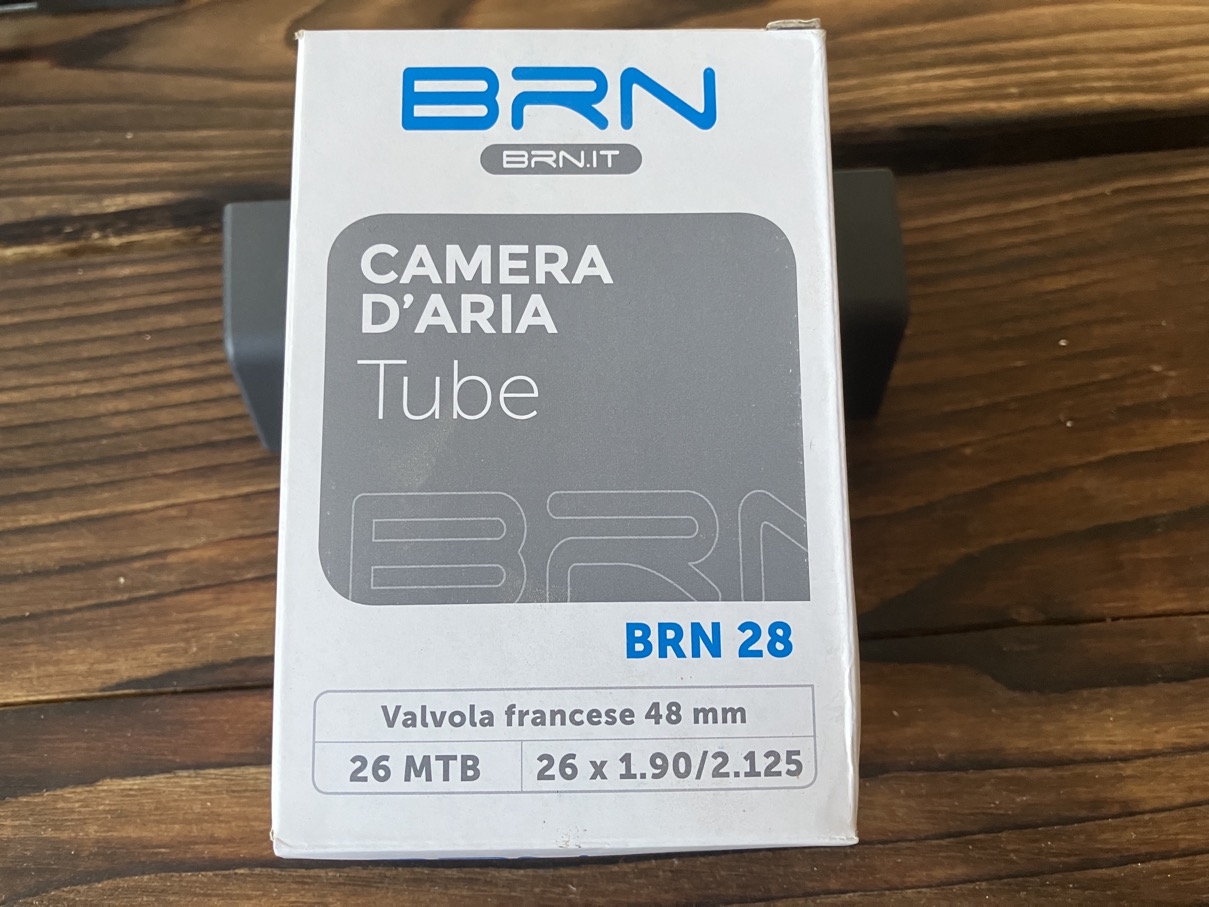 BRN
BRN.IT
CAMERA
D'ARIA
Tube
BRN
BRN 28
Valvola francese 48 mm
26 MTB
26 x 1.90/2.125